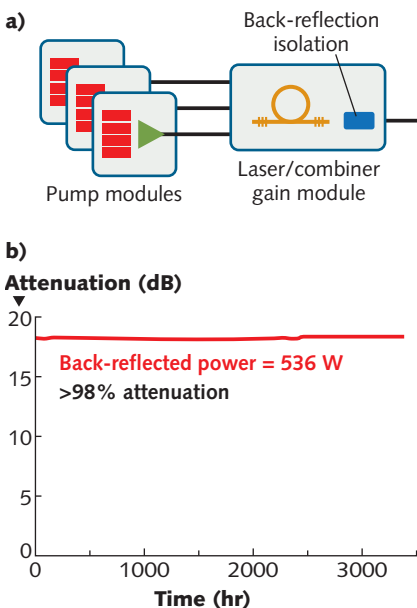 a)
Back-reflection
isolation
Pump modules
Laser/combiner
gain module
b)
Attenuation (dB)
20
15
10
5
0
Back-reflected power = 536 W
>98% attenuation
0
1000
2000
3000
Time (hr)